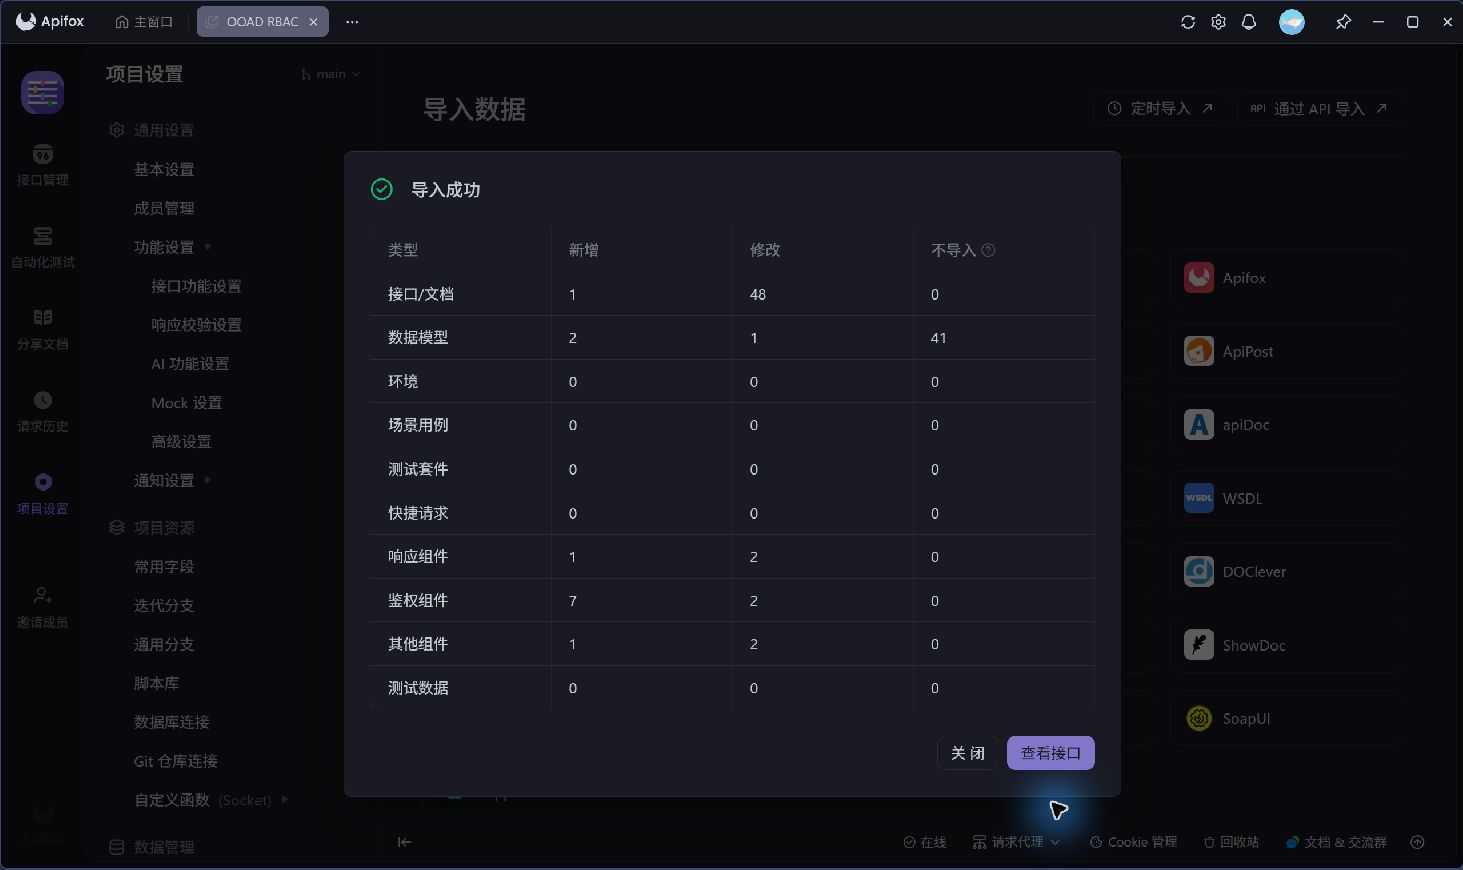 Apifox
主窗口
OOAD RBAC
项目设置
main
通用设置
基本设置
成员管理
功能设置
接口功能设置
响应校验设置
AI 功能设置
Mock 设置
高级设置
通知设置
项目资源
常用字段
迭代分支
通用分支
脚本库
数据库连接
Git 仓库连接
自定义函数 (Socket)
数据管理
接口管理
自动化测试
分享文档
请求历史
项目设置
邀请成员
Apifox
导入数据
定时导入
API 通过 API 导入
导入成功
类型 新增 修改 不导入
接口/文档 1 48 0
数据模型 2 1 41
环境 0 0 0
场景用例 0 0 0
测试套件 0 0 0
快捷请求 0 0 0
响应组件 1 2 0
鉴权组件 7 2 0
其他组件 1 2 0
测试数据 0 0 0
关 闭
查看接口
Apifox
ApiPost
apiDoc
WSDL WSDL
DOClever
ShowDoc
SoapUI
在线
请求代理
Cookie 管理
回收站
文档 & 交流群